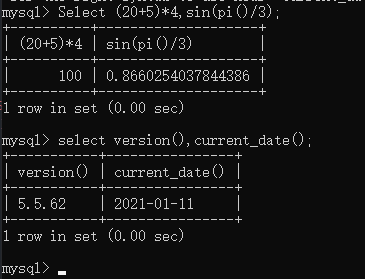 mysql> Select (20+5)*4,sin(pi()/3);
+----------+--------------------+
| (20+5)*4 | sin(pi()/3)        |
+----------+--------------------+
|      100 | 0.8660254037844386 |
+----------+--------------------+
1 row in set (0.00 sec)
mysql> select version(),current_date();
+-----------+----------------+
| version() | current_date() |
+-----------+----------------+
| 5.5.62    | 2021-01-11     |
+-----------+----------------+
1 row in set (0.00 sec)
mysql> _